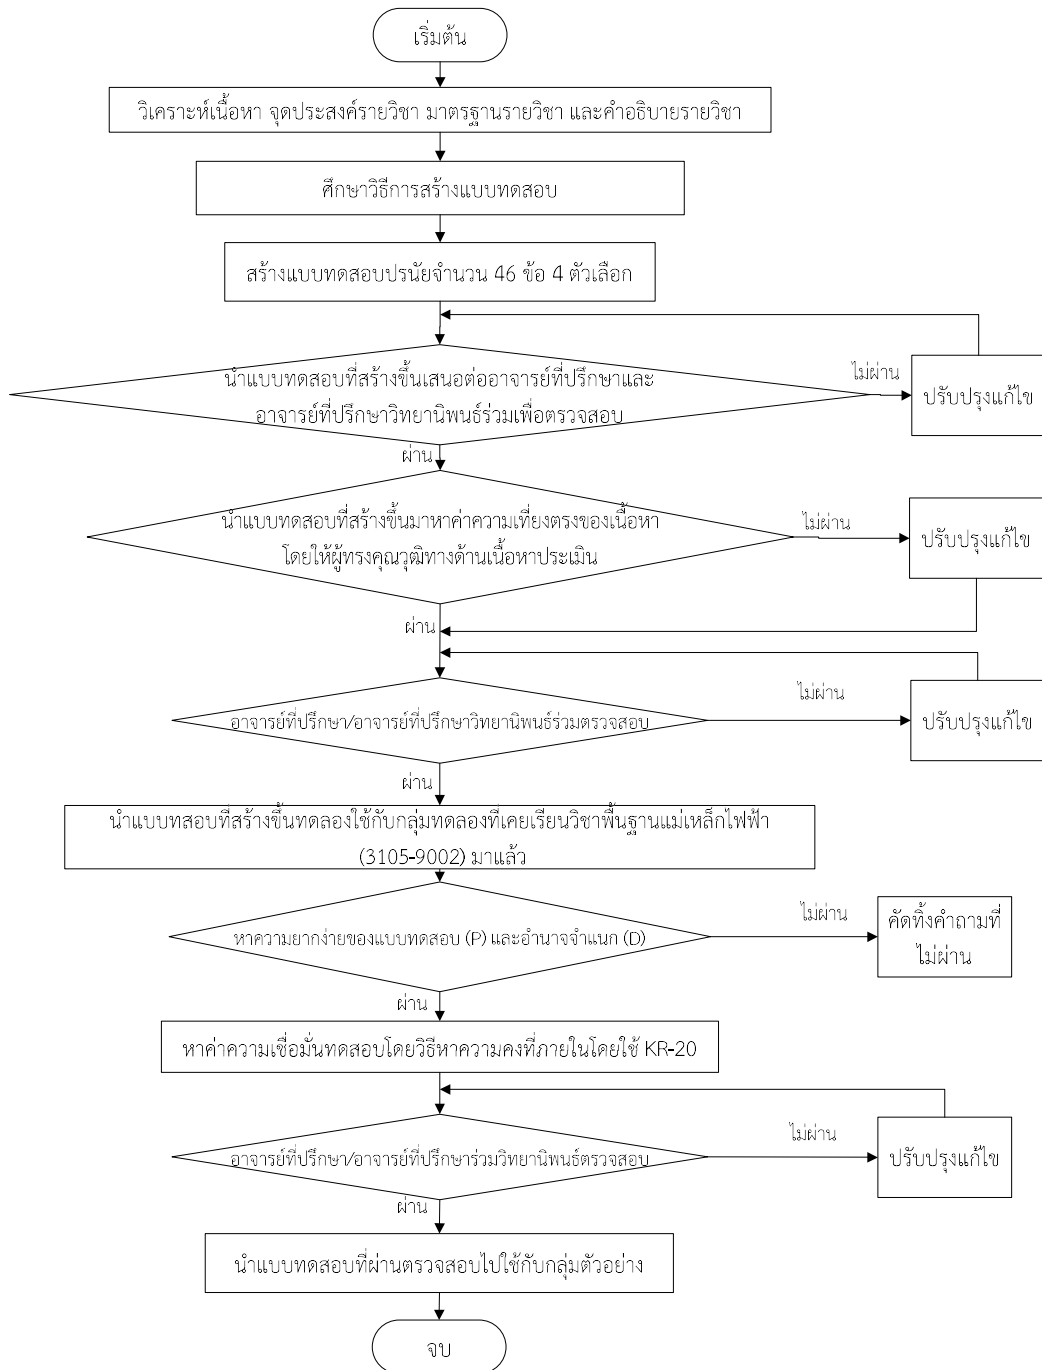 เริ่มต้น
วิเคราะห์เนื้อหา จุดประสงค์รายวิชา มาตรฐานรายวิชา และคำอธิบายรายวิชา
ศึกษาวิธีการสร้างแบบทดสอบ
สร้างแบบทดสอบปรนัยจำนวน 46 ข้อ 4 ตัวเลือก
นำแบบทดสอบที่สร้างขึ้นเสนอต่ออาจารย์ที่ปรึกษาและ
อาจารย์ที่ปรึกษาวิทยานิพนธ์ร่วมเพื่อตรวจสอบ
ไม่ผ่าน
ปรับปรุงแก้ไข
ผ่าน
นำแบบทดสอบที่สร้างขึ้นมาหาค่าความเที่ยงตรงของเนื้อหา
โดยให้ผู้ทรงคุณวุฒิทางด้านเนื้อหาประเมิน
ไม่ผ่าน
ปรับปรุงแก้ไข
ผ่าน
อาจารย์ที่ปรึกษา/อาจารย์ที่ปรึกษาวิทยานิพนธ์ร่วมตรวจสอบ
ไม่ผ่าน
ปรับปรุงแก้ไข
ผ่าน
นำแบบทสอบที่สร้างขึ้นทดลองใช้กับกลุ่มทดลองที่เคยเรียนวิชาพื้นฐานแม่เหล็กไฟฟ้า
(3105-9002) มาแล้ว
หาความยากง่ายของแบบทดสอบ (P) และอำนาจจำแนก (D)
ไม่ผ่าน
คัดทิ้งคำถามที่
ไม่ผ่าน
ผ่าน
หาค่าความเชื่อมั่นทดสอบโดยวิธีหาความคงที่ภายในโดยใช้ KR-20
อาจารย์ที่ปรึกษา/อาจารย์ที่ปรึกษาร่วมวิทยานิพนธ์ตรวจสอบ
ไม่ผ่าน
ปรับปรุงแก้ไข
ผ่าน
นำแบบทดสอบที่ผ่านตรวจสอบไปใช้กับกลุ่มตัวอย่าง
จบ